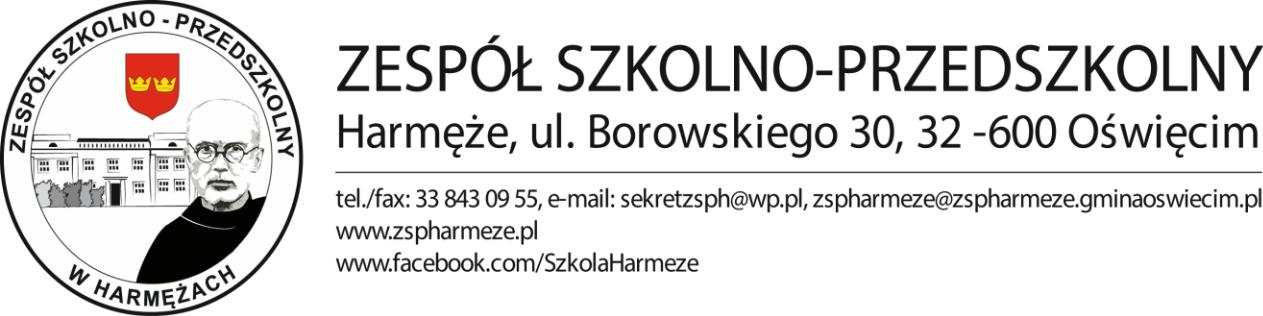 ZESPÓŁ SZKOLNO - PRZEDSZKOLNY
W HARMĘŻACH
ZESPÓŁ SZKOLNO-PRZEDSZKOLNY
Harmęże, ul. Borowskiego 30, 32 -600 Oświęcim
tel./fax: 33 843 09 55, e-mail: sekretzsph@wp.pl, zspharmeze@zspharmeze.gminaoswiecim.pl
www.zspharmeze.pl
www.facebook.com/SzkolaHarmeze